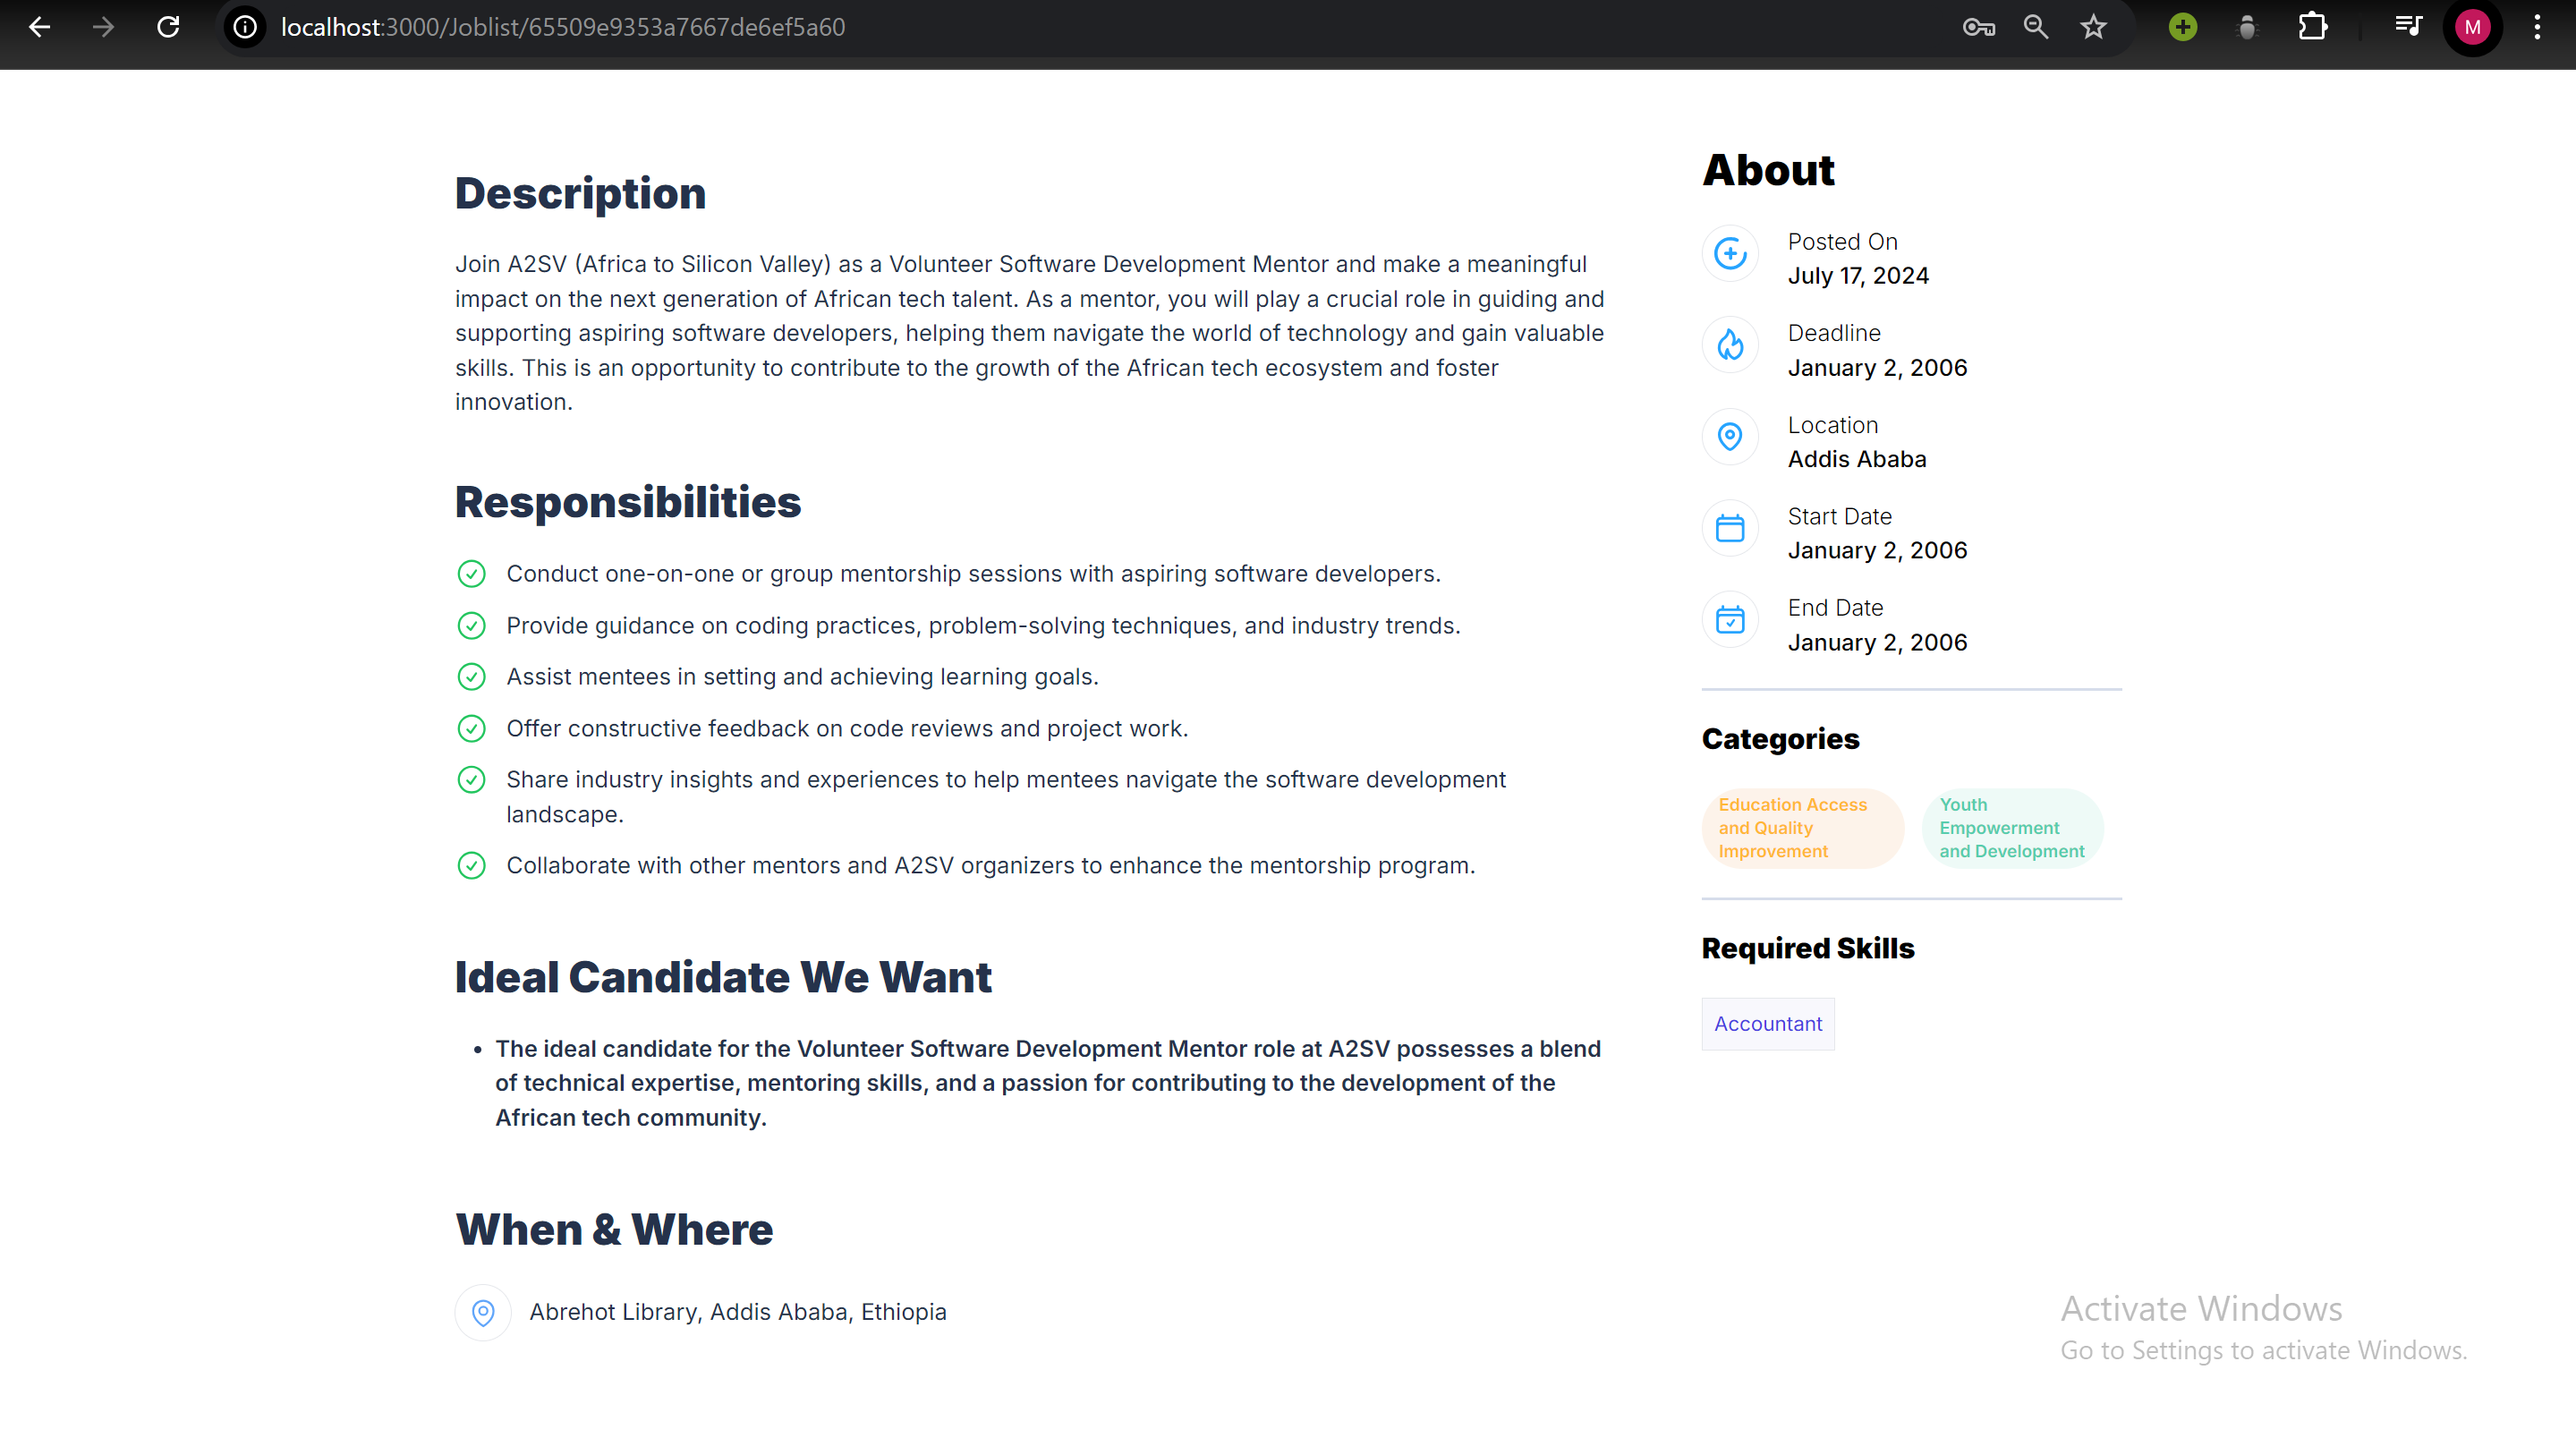 localhost:3000/Joblist/65509e9353a7667de6ef5a60
M
Description
Join A2SV (Africa to Silicon Valley) as a Volunteer Software Development Mentor and make a meaningful
impact on the next generation of African tech talent. As a mentor, you will play a crucial role in guiding and
supporting aspiring software developers, helping them navigate the world of technology and gain valuable
skills. This is an opportunity to contribute to the growth of the African tech ecosystem and foster
innovation.
Responsibilities
Conduct one-on-one or group mentorship sessions with aspiring software developers.
Provide guidance on coding practices, problem-solving techniques, and industry trends.
Assist mentees in setting and achieving learning goals.
Offer constructive feedback on code reviews and project work.
Share industry insights and experiences to help mentees navigate the software development
landscape.
Collaborate with other mentors and A2SV organizers to enhance the mentorship program.
Ideal Candidate We Want
• The ideal candidate for the Volunteer Software Development Mentor role at A2SV possesses a blend
of technical expertise, mentoring skills, and a passion for contributing to the development of the
African tech community.
When & Where
Abrehot Library, Addis Ababa, Ethiopia
About
Posted On
July 17, 2024
Deadline
January 2, 2006
Location
Addis Ababa
Start Date
January 2, 2006
End Date
January 2, 2006
Categories
Education Access
and Quality
Improvement
Youth
Empowerment
and Development
Required Skills
Accountant
Activate Windows
Go to Settings to activate Windows.